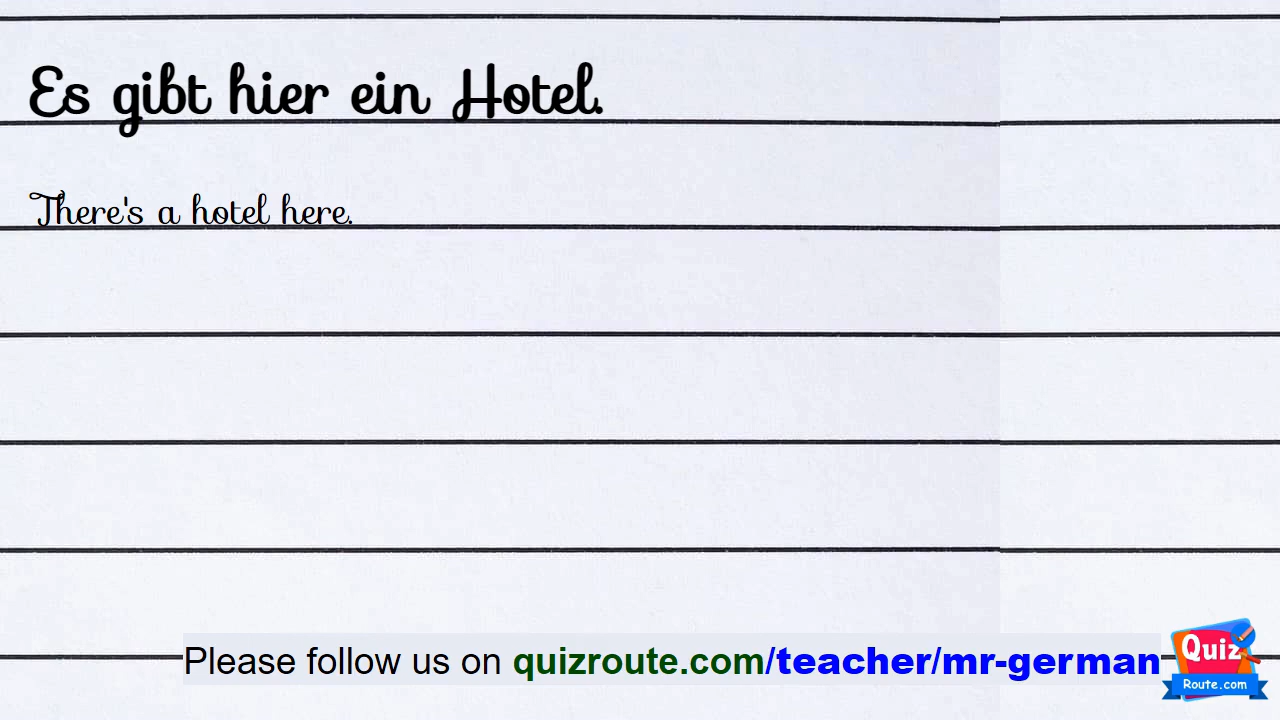 Es gibt hier ein Hotel.
There's a hotel here.
Please follow us on quizroute.com/teacher/mr-german
Quiz
Route.com